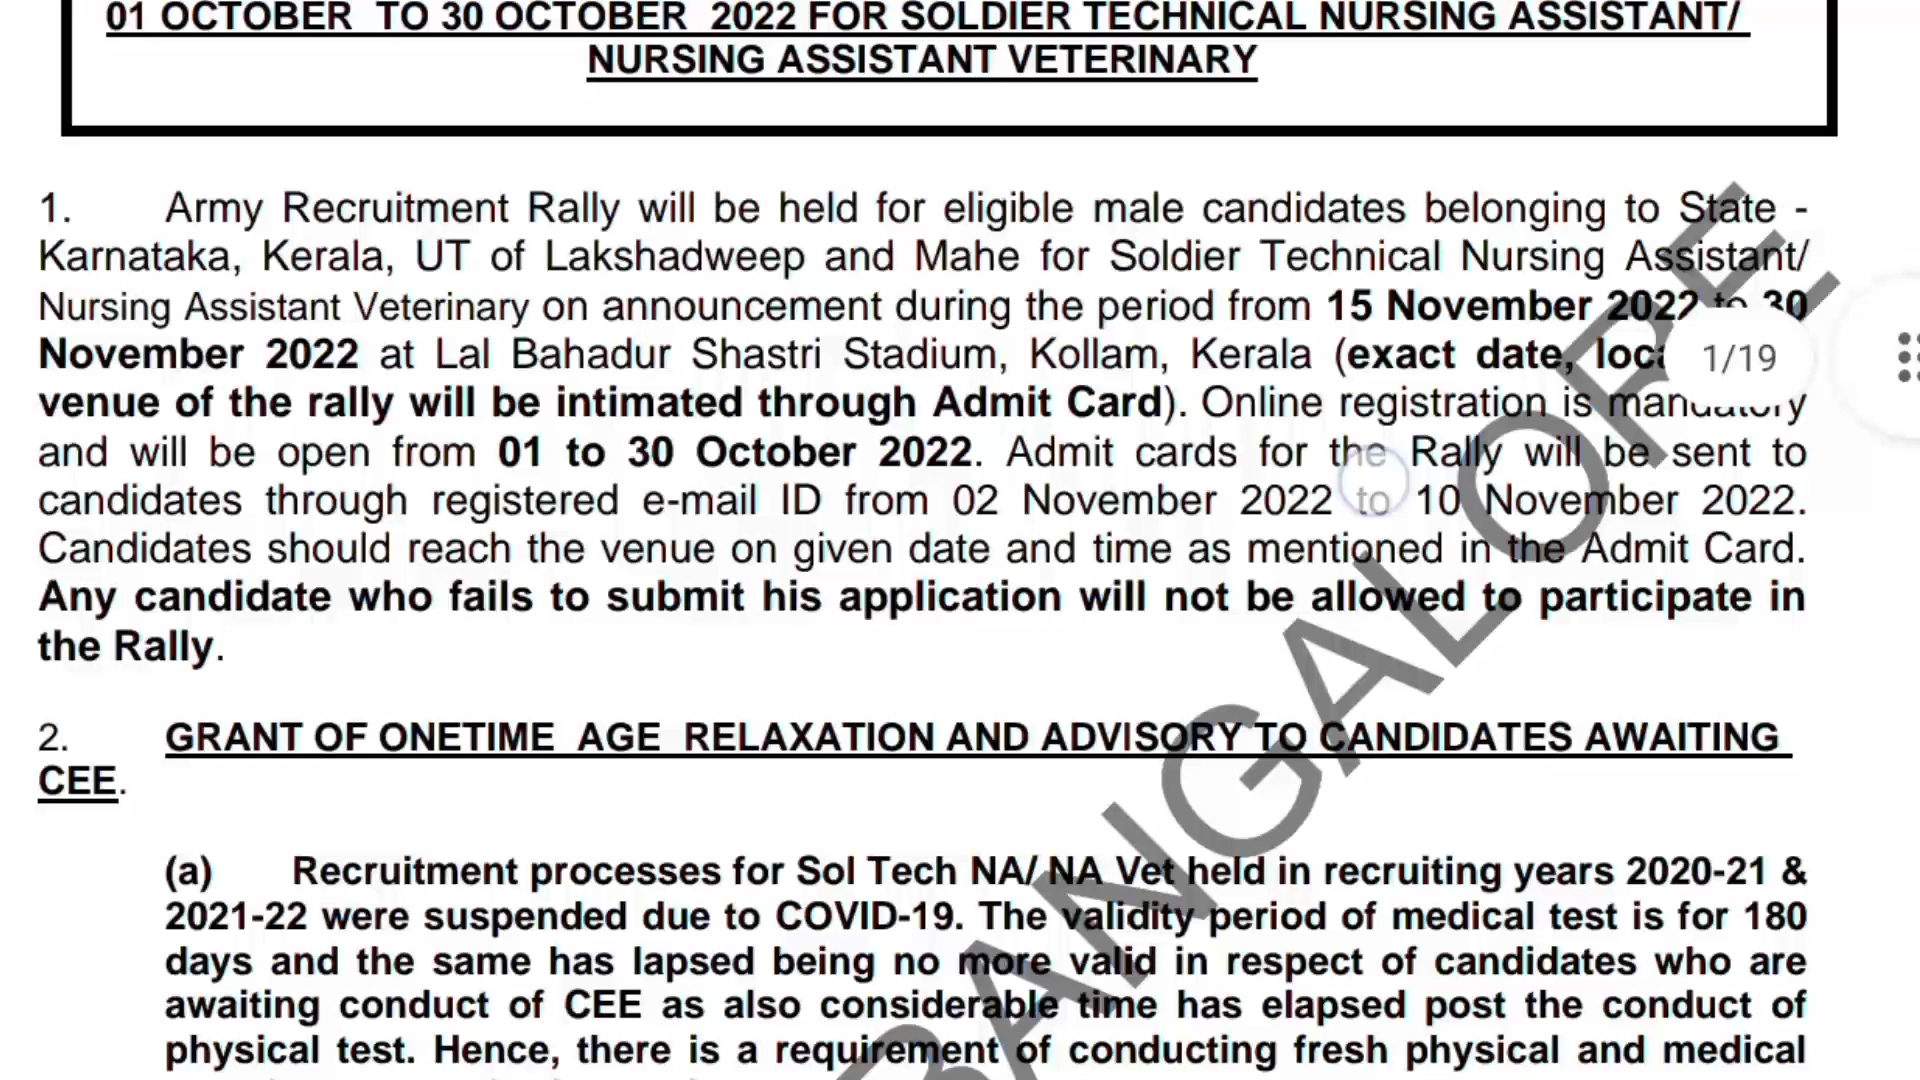 01 OCTOBER TO 30 OCTOBER 2022 FOR SOLDIER TECHNICAL NURSING ASSISTANT/
NURSING ASSISTANT VETERINARY
1. Army Recruitment Rally will be held for eligible male candidates belonging to State -
Karnataka, Kerala, UT of Lakshadweep and Mahe for Soldier Technical Nursing Assistant/
Nursing Assistant Veterinary on announcement during the period from 15 November 2022 to 30
November 2022 at Lal Bahadur Shastri Stadium, Kollam, Kerala (exact date,
1/19
venue of the rally will be intimated through Admit Card). Online registration is mandatory
and will be open from 01 to 30 October 2022. Admit cards for the Rally will be sent to
candidates through registered e-mail ID from 02 November 2022 to 10 November 2022.
Candidates should reach the venue on given date and time as mentioned in the Admit Card.
Any candidate who fails to submit his application will not be allowed to participate in
the Rally.
2. GRANT OF ONETIME AGE RELAXATION AND ADVISORY TO CANDIDATES AWAITING
CEE.
(a) Recruitment processes for Sol Tech NA/ NA Vet held in recruiting years 2020-21 &
2021-22 were suspended due to COVID-19. The validity period of medical test is for 180
days and the same has lapsed being no more valid in respect of candidates who are
awaiting conduct of CEE as also considerable time has elapsed post the conduct of
physical test. Hence, there is a requirement of conducting fresh physical and medical
BANGALORE